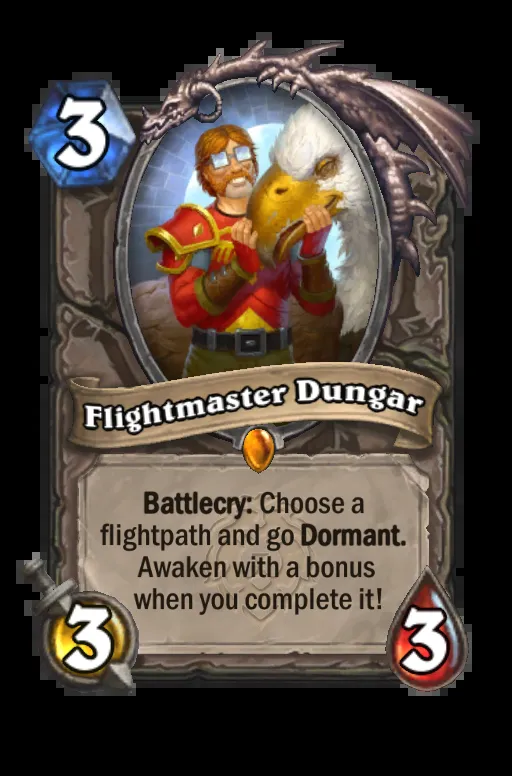 3
Flightmaster Dungar
Battlecry: Choose a
flightpath and go Dormant.
Awaken with a bonus
when you complete it!
3
3